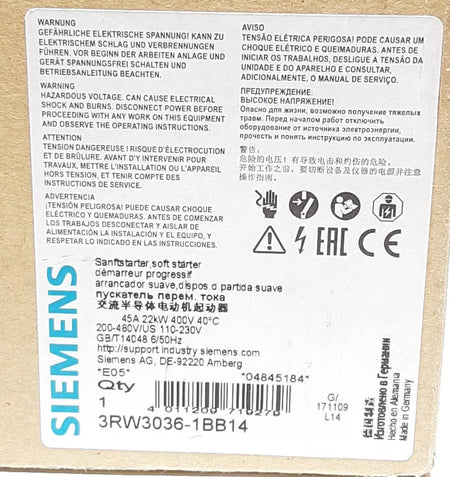 WARNUNG
GEFÄHRLICHE ELEKTRISCHE SPANNUNG! KANN ZU
ELEKTRISCHEM SCHLAG UND VERBRENNUNGEN
FÜHREN. VOR BEGINN DER ARBEITEN ANLAGE UND
GERÄT SPANNUNGSFREI SCHALTEN UND
BETRIEBSANLEITUNG BEACHTEN.
WARNING
HAZARDOUS VOLTAGE. CAN CAUSE ELECTRICAL
SHOCK AND BURNS. DISCONNECT POWER BEFORE
PROCEEDING WITH ANY WORK ON THIS EQUIPMENT
AND OBSERVE THE OPERATING INSTRUCTIONS.
ATTENTION
TENSION DANGEREUSE ! RISQUE D'ÉLECTROCUTION
ET DE BRÛLURE. AVANT D'Y INTERVENIR POUR
TRAVAUX, METTRE L'INSTALLATION OU L'APPAREIL
HORS TENSION, ET TENIR COMPTE DES
INSTRUCTIONS DE SERVICE.
ADVERTENCIA
¡TENSIÓN PELIGROSA! PUEDE CAUSAR CHOQUE
ELÉCTRICO Y QUEMADURAS. ANTES DE COMENZAR
LOS TRABAJOS DESCONECTAR Y AISLAR DE
ALIMENTACIÓN LA INSTALACIÓN Y EL EQUIPO, Y
RESPETAR LO INDICADO EN LAS INSTRUCCIONES.
AVISO
TENSÃO ELÉTRICA PERIGOSA! PODE CAUSAR UM
CHOQUE ELÉTRICO E QUEIMADURAS. ANTES DE
INICIAR OS TRABALHOS, DESLIGUE A TENSÃO DA
UNIDADE E DO APARELHO E CONSULTAR,
ADICIONALMENTE, O MANUAL DE SERVIÇO.
ПРЕДУПРЕЖДЕНИЕ:
ВЫСОКОЕ НАПРЯЖЕНИЕ!
Опасно для жизни, возможно получение тяжелых
травм. Перед началом работ отключить
оборудование от источника электроэнергии,
прочесть и понять инструкцию по эксплуатации.
警告:
危险的电压!有导致电击和灼伤的危险。
开始工作之前,要切断设备及仪器的电源并注意
操作指南!
EAC CE
SIEMENS
Sanftstarter,soft starter
démarreur progressif
arrancador suave,dispos d partida suave
пускатель перем. тока
交流半导体电动机起动器
45A 22kW 400V 40°C
200-480V/US 110-230V
GB/T14048 6/50Hz
http://support industry siemens.com
Siemens AG, DE-92220 Amberg
"E05" "04845184"
Qty
1
4 011209 710270
3RW3036-1BB14
G/
171109
L14
德国制造
Изготовлено в Германии
Hecho en Alemania
Made in Germany